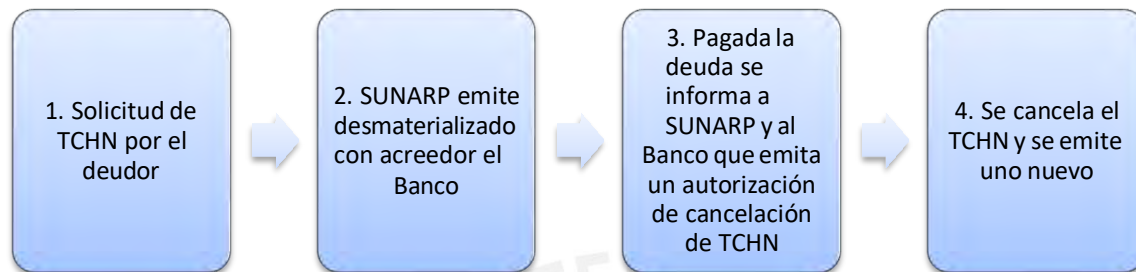 1. Solicitud de
TCHN por el
deudor
2. SUNARP emite
desmaterializado
con acreedor el
Banco
3. Pagada la
deuda se
informa a
SUNARP y al
Banco que emita
un autorización
de cancelación
de TCHN
4. Se cancela el
TCHN y se emite
uno nuevo